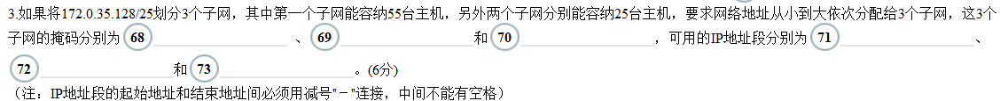 3.如果将172.0.35.128/25划分3个子网，其中第一个子网能容纳55台主机，另外两个子网分别能容纳25台主机，要求网络地址从小到大依次分配给3个子网，这3个
子网的掩码分别为 68 、 69 和 70 ，可用的IP地址段分别为 71 、
72 和 73 。(6分)
（注：IP地址段的起始地址和结束地址间必须用减号"－"连接，中间不能有空格）